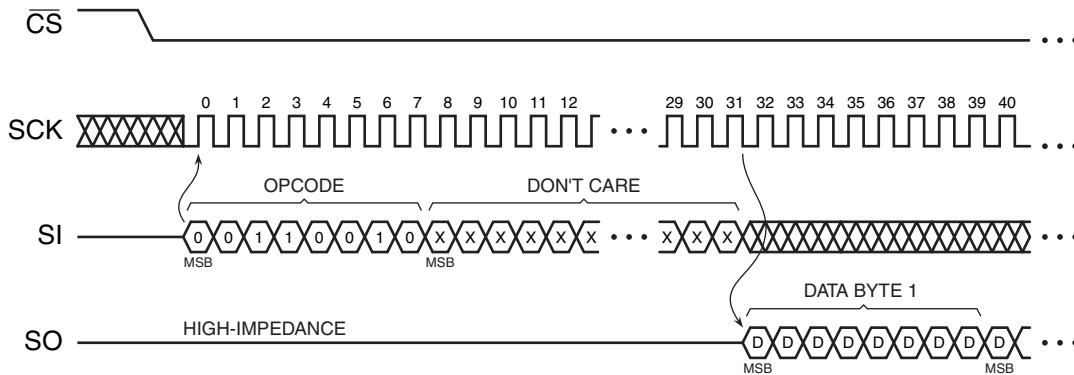 CS
0 1 2 3 4 5 6 7 8 9 10 11 12 29 30 31 32 33 34 35 36 37 38 39 40
SCK
OPCODE DON'T CARE
SI 0 0 1 1 0 0 1 0 X X X X X X X X X
MSB MSB
DATA BYTE 1
HIGH-IMPEDANCE
SO D D D D D D D D D
MSB MSB